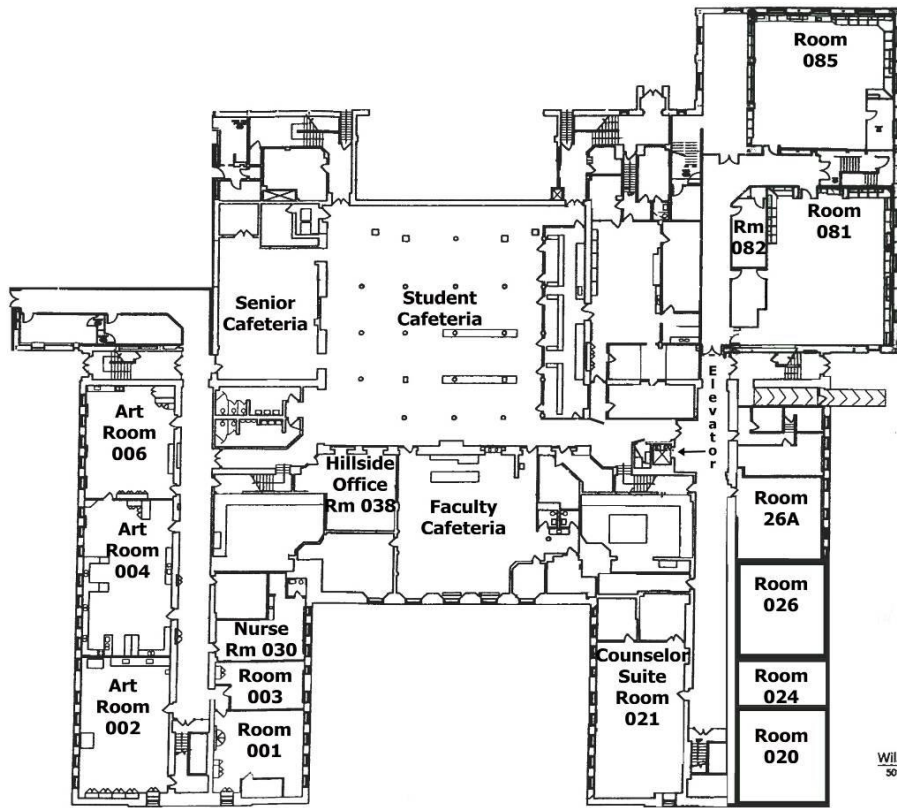 Room
085
Rm
082
Room
081
Senior
Cafeteria
Student
Cafeteria
Elevator
Art
Room
006
Hillside
Office
Rm 038
Faculty
Cafeteria
Room
26A
Art
Room
004
Room
026
Nurse
Rm 030
Counselor
Suite
Room
021
Room
003
Room
024
Art
Room
002
Room
001
Room
020
Wil
50